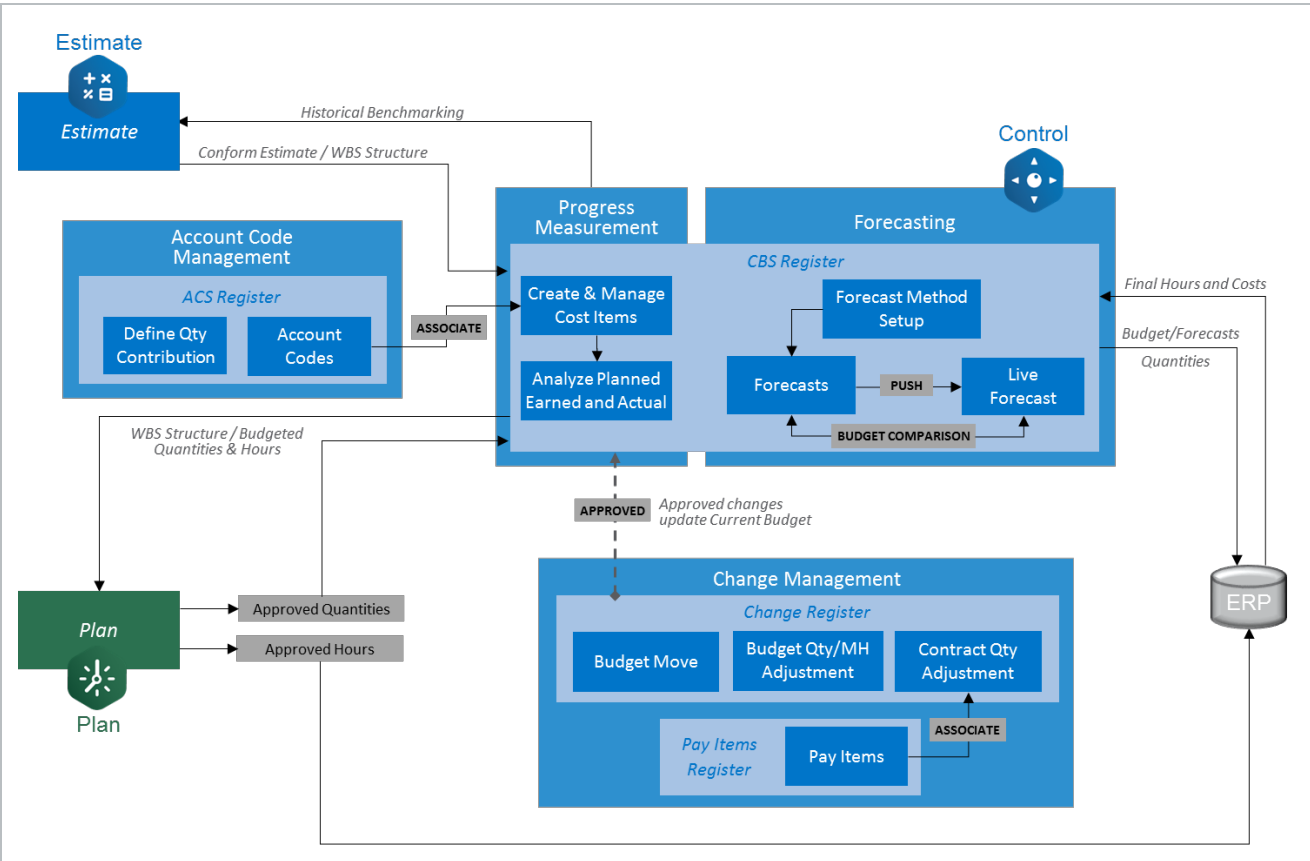 Estimate
Estimate
Historical Benchmarking
Conform Estimate / WBS Structure
Control
Progress
Measurement
Forecasting
Account Code
Management
ACS Register
Define Qty
Contribution
Account
Codes
ASSOCIATE
CBS Register
Create & Manage
Cost Items
Analyze Planned
Earned and Actual
Forecast Method
Setup
Forecasts
PUSH
Live
Forecast
BUDGET COMPARISON
Final Hours and Costs
Budget/Forecasts
Quantities
WBS Structure / Budgeted
Quantities & Hours
APPROVED
Approved changes
update Current Budget
Plan
Plan
Approved Quantities
Approved Hours
Change Management
Change Register
Budget Move
Budget Qty/MH
Adjustment
Contract Qty
Adjustment
ASSOCIATE
Pay Items
Register
Pay Items
ERP